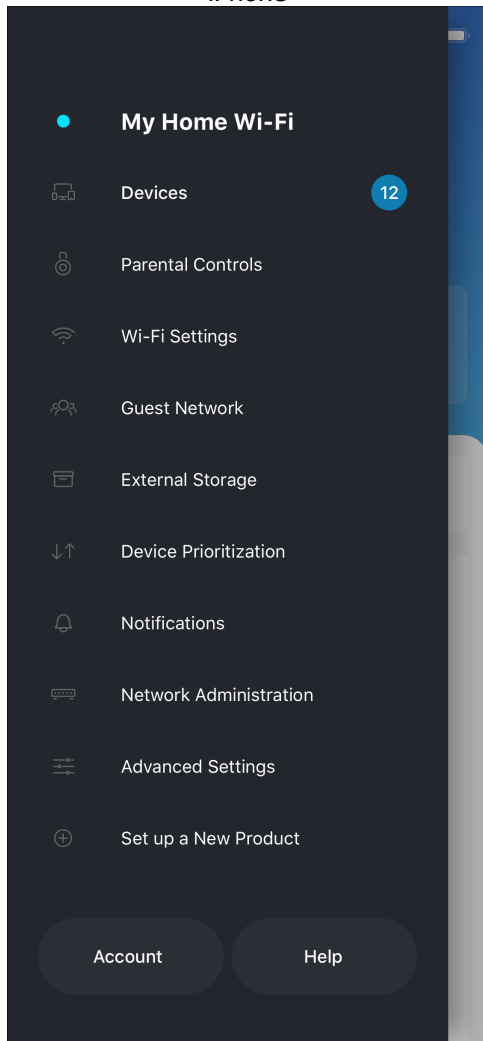 My Home Wi-Fi
Devices 12
Parental Controls
Wi-Fi Settings
Guest Network
External Storage
Device Prioritization
Notifications
Network Administration
Advanced Settings
Set up a New Product
Account Help